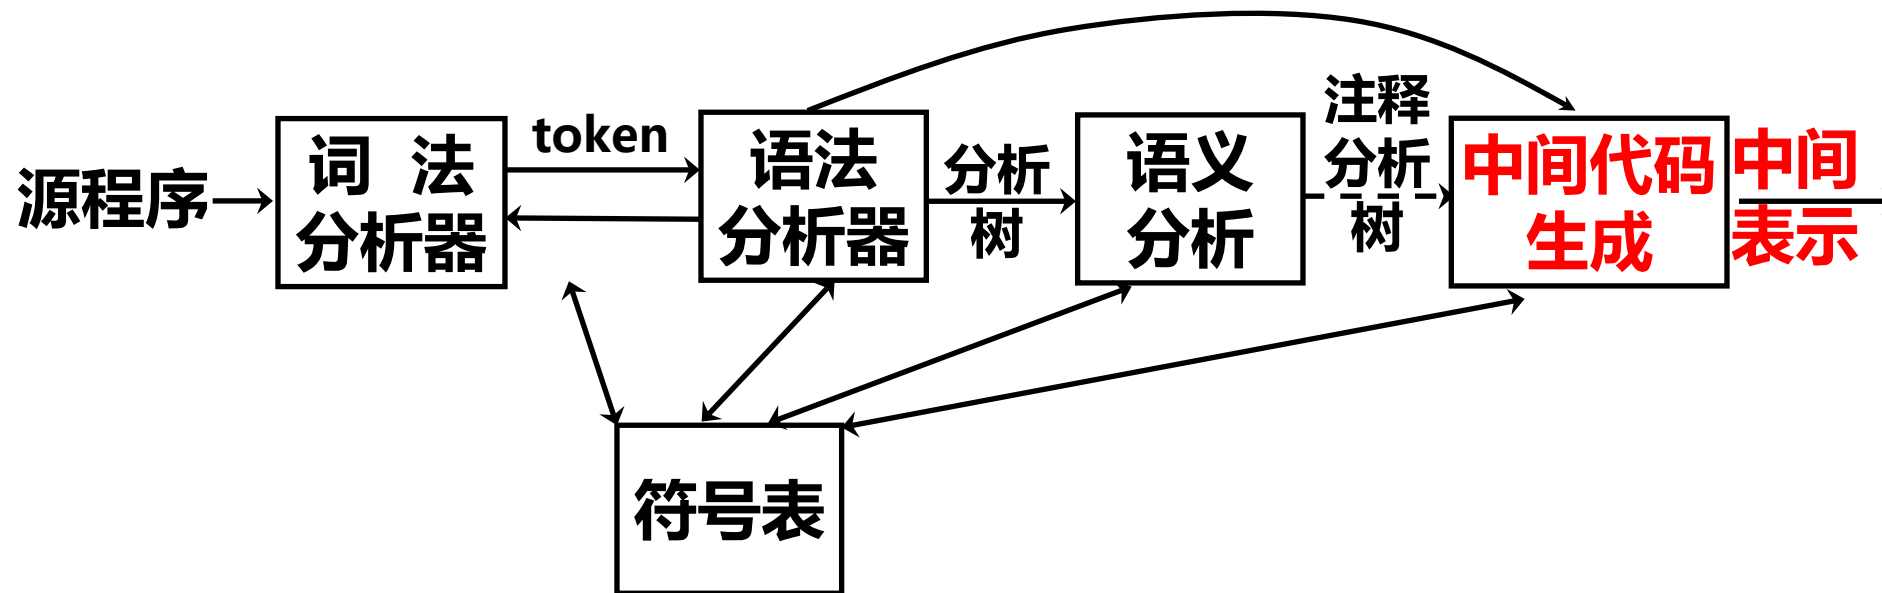 源程序
词 法
分析器
token
语法
分析器
分析
树
语义
分析
注释
分析
树
中间代码
生成
中间
表示
符号表